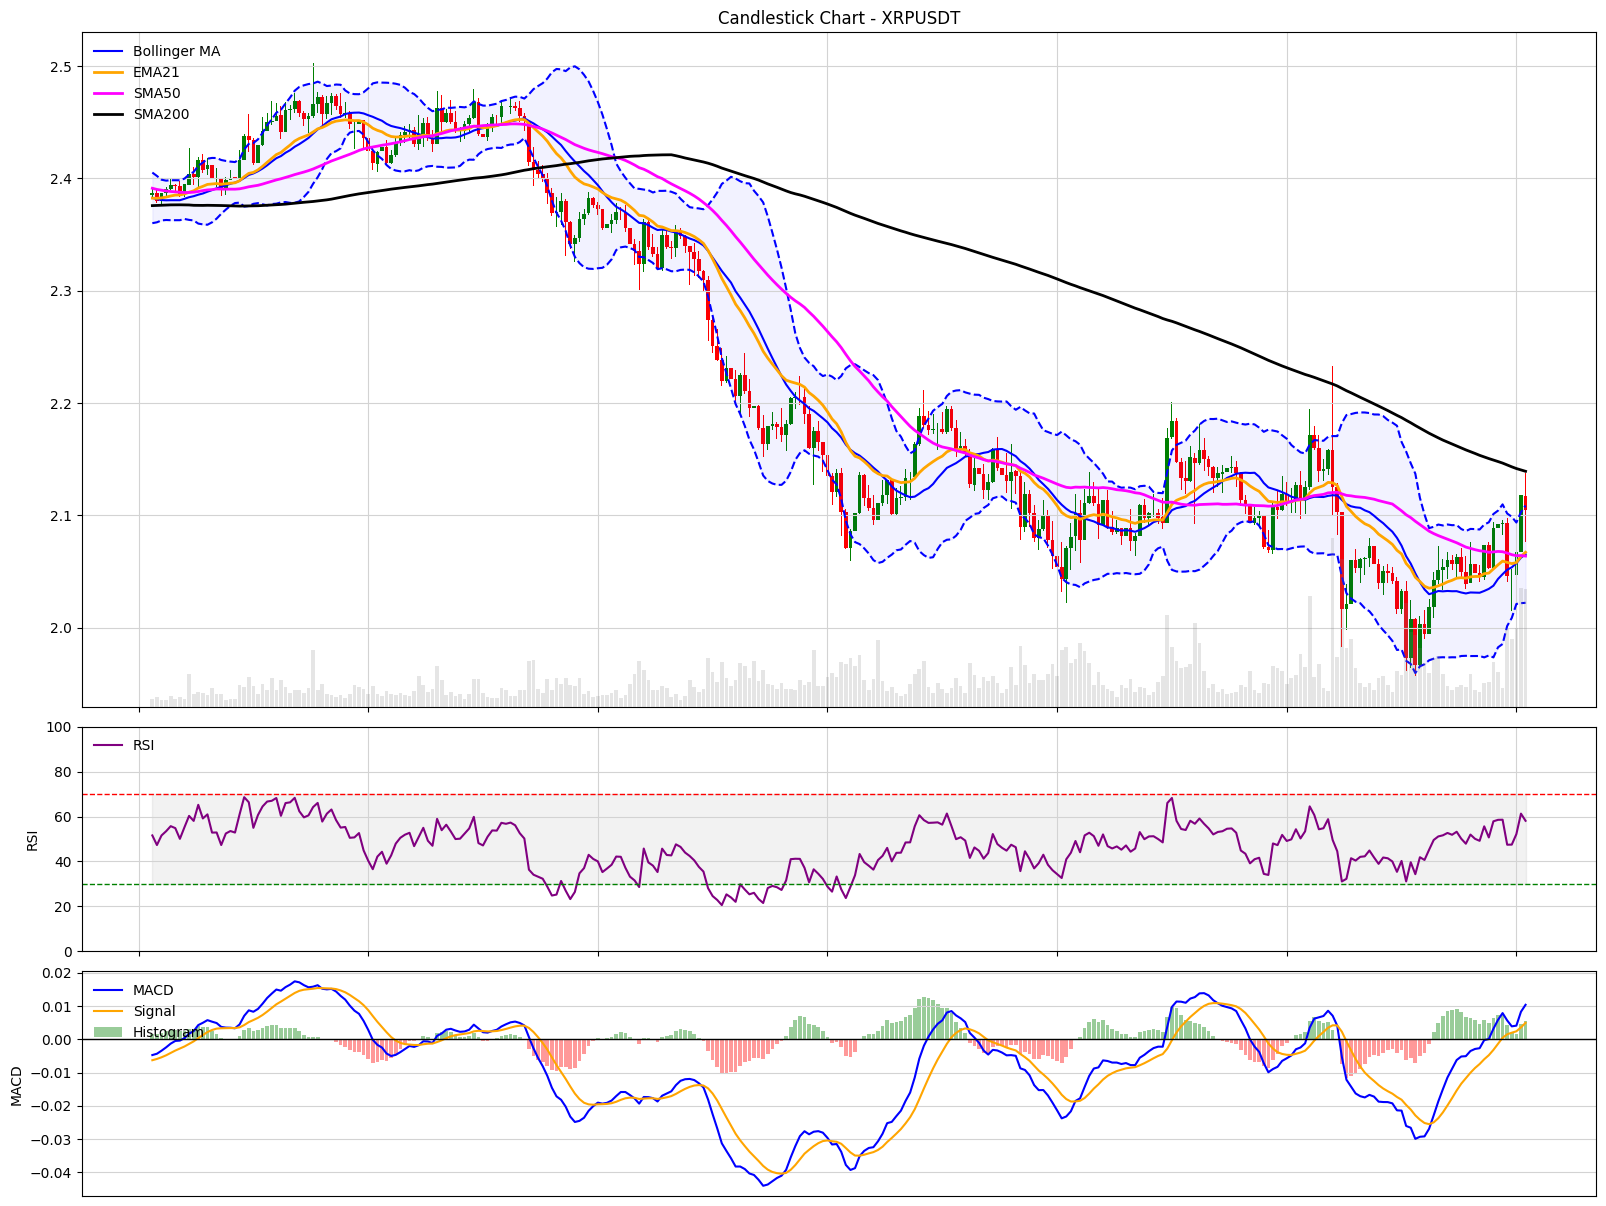 Candlestick Chart - XRPUSDT
Bollinger MA
EMA21
SMA50
SMA200
2.5
2.4
2.3
2.2
2.1
2.0
RSI
RSI
100
80
60
40
20
0
MACD
Signal
Histogram
MACD
0.02
0.01
0.00
−0.01
−0.02
−0.03
−0.04